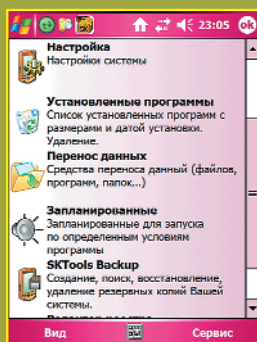 23:05 ok
Настройка
Настройки системы
Установленные программы
Список установленных программ с
размерами и датой установки.
Удаление.
Перенос данных
Средства переноса данный (файлов,
программ, папок...)
Запланированные
Запланированные для запуска
по определенным условиям
программы
SKTools Backup
Создание, поиск, восстановление,
удаление резервных копий Вашей
системы.
Вид
Сервис